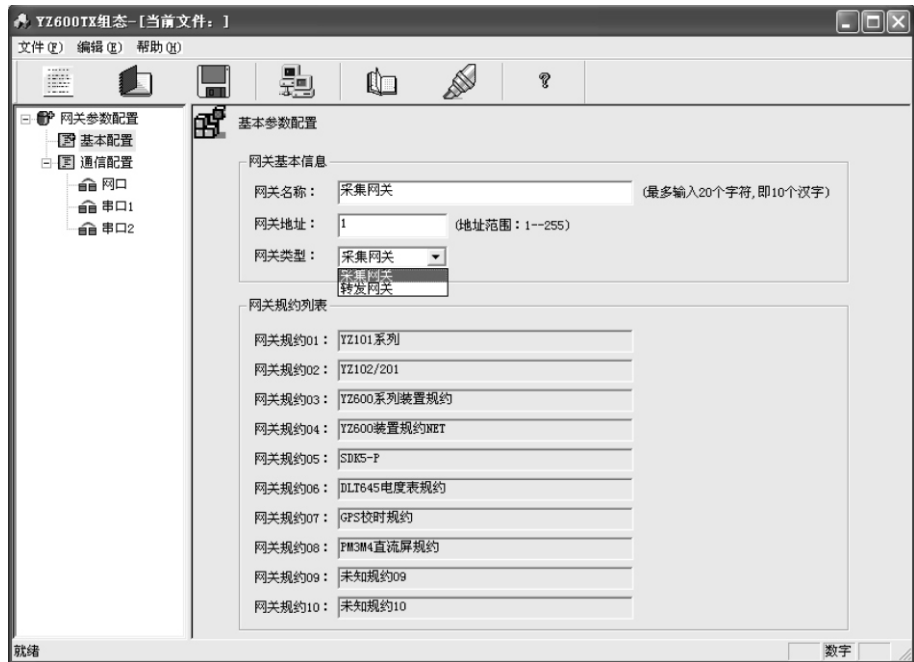 YZ600TX组态-[当前文件：]
文件(F) 编辑(E) 帮助(H)
网关参数配置
基本配置
通信配置
网口
串口1
串口2
基本参数配置
网关基本信息
网关名称： 采集网关 (最多输入20个字符,即10个汉字)
网关地址： 1 (地址范围：1--255)
网关类型： 采集网关
采集网关
转发网关
网关规约列表
网关规约01： YZ101系列
网关规约02： YZ102/201
网关规约03： YZ600系列装置规约
网关规约04： YZ600装置规约NET
网关规约05： SDK5-P
网关规约06： DLT645电度表规约
网关规约07： GPS校时规约
网关规约08： PM3M4直流屏规约
网关规约09： 未知规约09
网关规约10： 未知规约10
就绪 数字